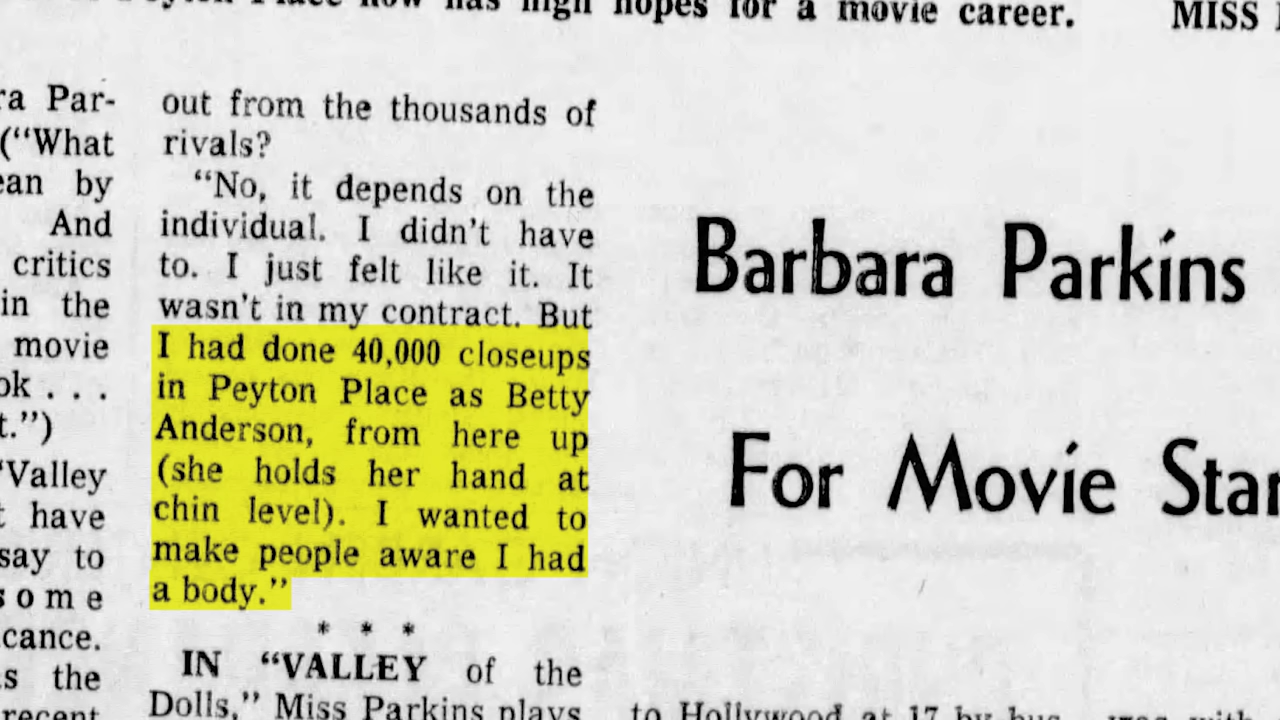 Peyton Place now has high hopes for a movie career.
MISS
ra Par-
("What
ean by
And
critics
in the
movie
ok . . .
t.")
"Valley
t have
say to
some
cance.
s the
recent
out from the thousands of
rivals?
"No, it depends on the
individual. I didn't have
to. I just felt like it. It
wasn't in my contract. But
I had done 40,000 closeups
in Peyton Place as Betty
Anderson, from here up
(she holds her hand at
chin level). I wanted to
make people aware I had
a body."
* * *
IN "VALLEY of the
Dolls," Miss Parkins plays
Barbara Parkins
For Movie Star
to Hollywood at 17 by bus
was with